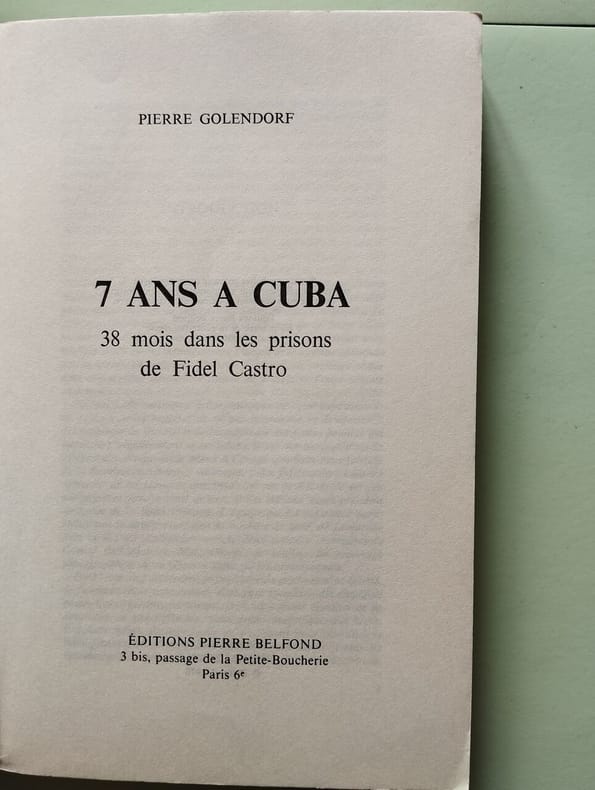 PIERRE GOLENDORF
7 ANS A CUBA
38 mois dans les prisons
de Fidel Castro
ÉDITIONS PIERRE BELFOND
3 bis, passage de la Petite-Boucherie
Paris 6e